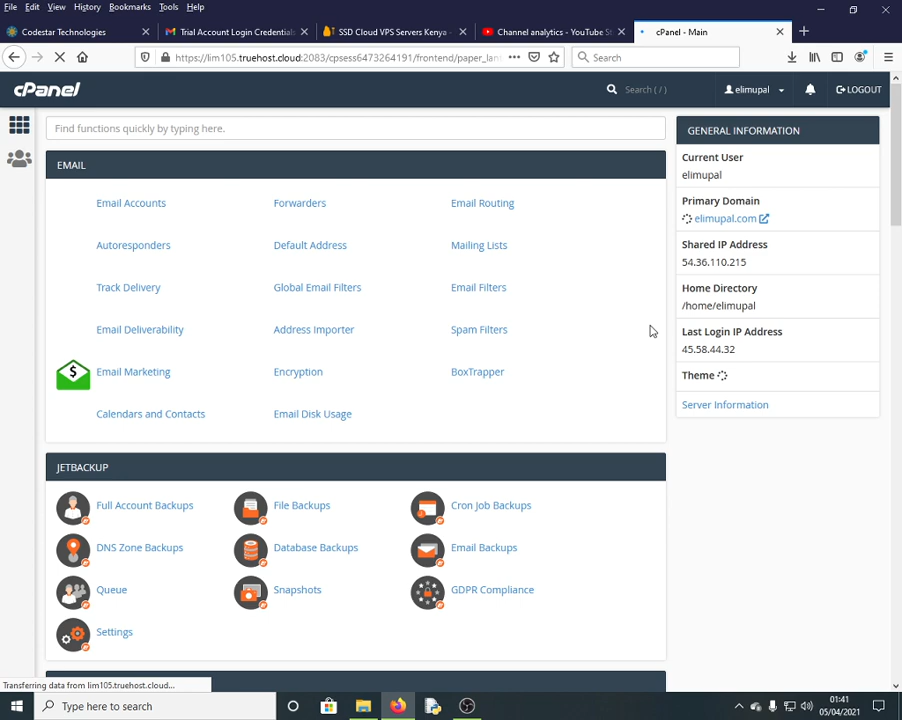 File Edit View History Bookmarks Tools Help
Codestar Technologies
Trial Account Login Credentials
SSD Cloud VPS Servers Kenya -
Channel analytics - YouTube St
cPanel - Main
https://lim105.truehost.cloud:2083/cpsess6473264191/frontend/paper_lant
Search
cPanel
Search ( / )
elimupal
LOGOUT
Find functions quickly by typing here.
EMAIL
Email Accounts Forwarders Email Routing
Autoresponders Default Address Mailing Lists
Track Delivery Global Email Filters Email Filters
Email Deliverability Address Importer Spam Filters
$
Email Marketing Encryption BoxTrapper
Calendars and Contacts Email Disk Usage
JETBACKUP
Full Account Backups File Backups Cron Job Backups
DNS Zone Backups Database Backups Email Backups
Queue Snapshots GDPR Compliance
Settings
GENERAL INFORMATION
Current User
elimupal
Primary Domain
elimupal.com
Shared IP Address
54.36.110.215
Home Directory
/home/elimupal
Last Login IP Address
45.58.44.32
Theme
Server Information
Transferring data from lim105.truehost.cloud...
Type here to search
01:41
05/04/2021